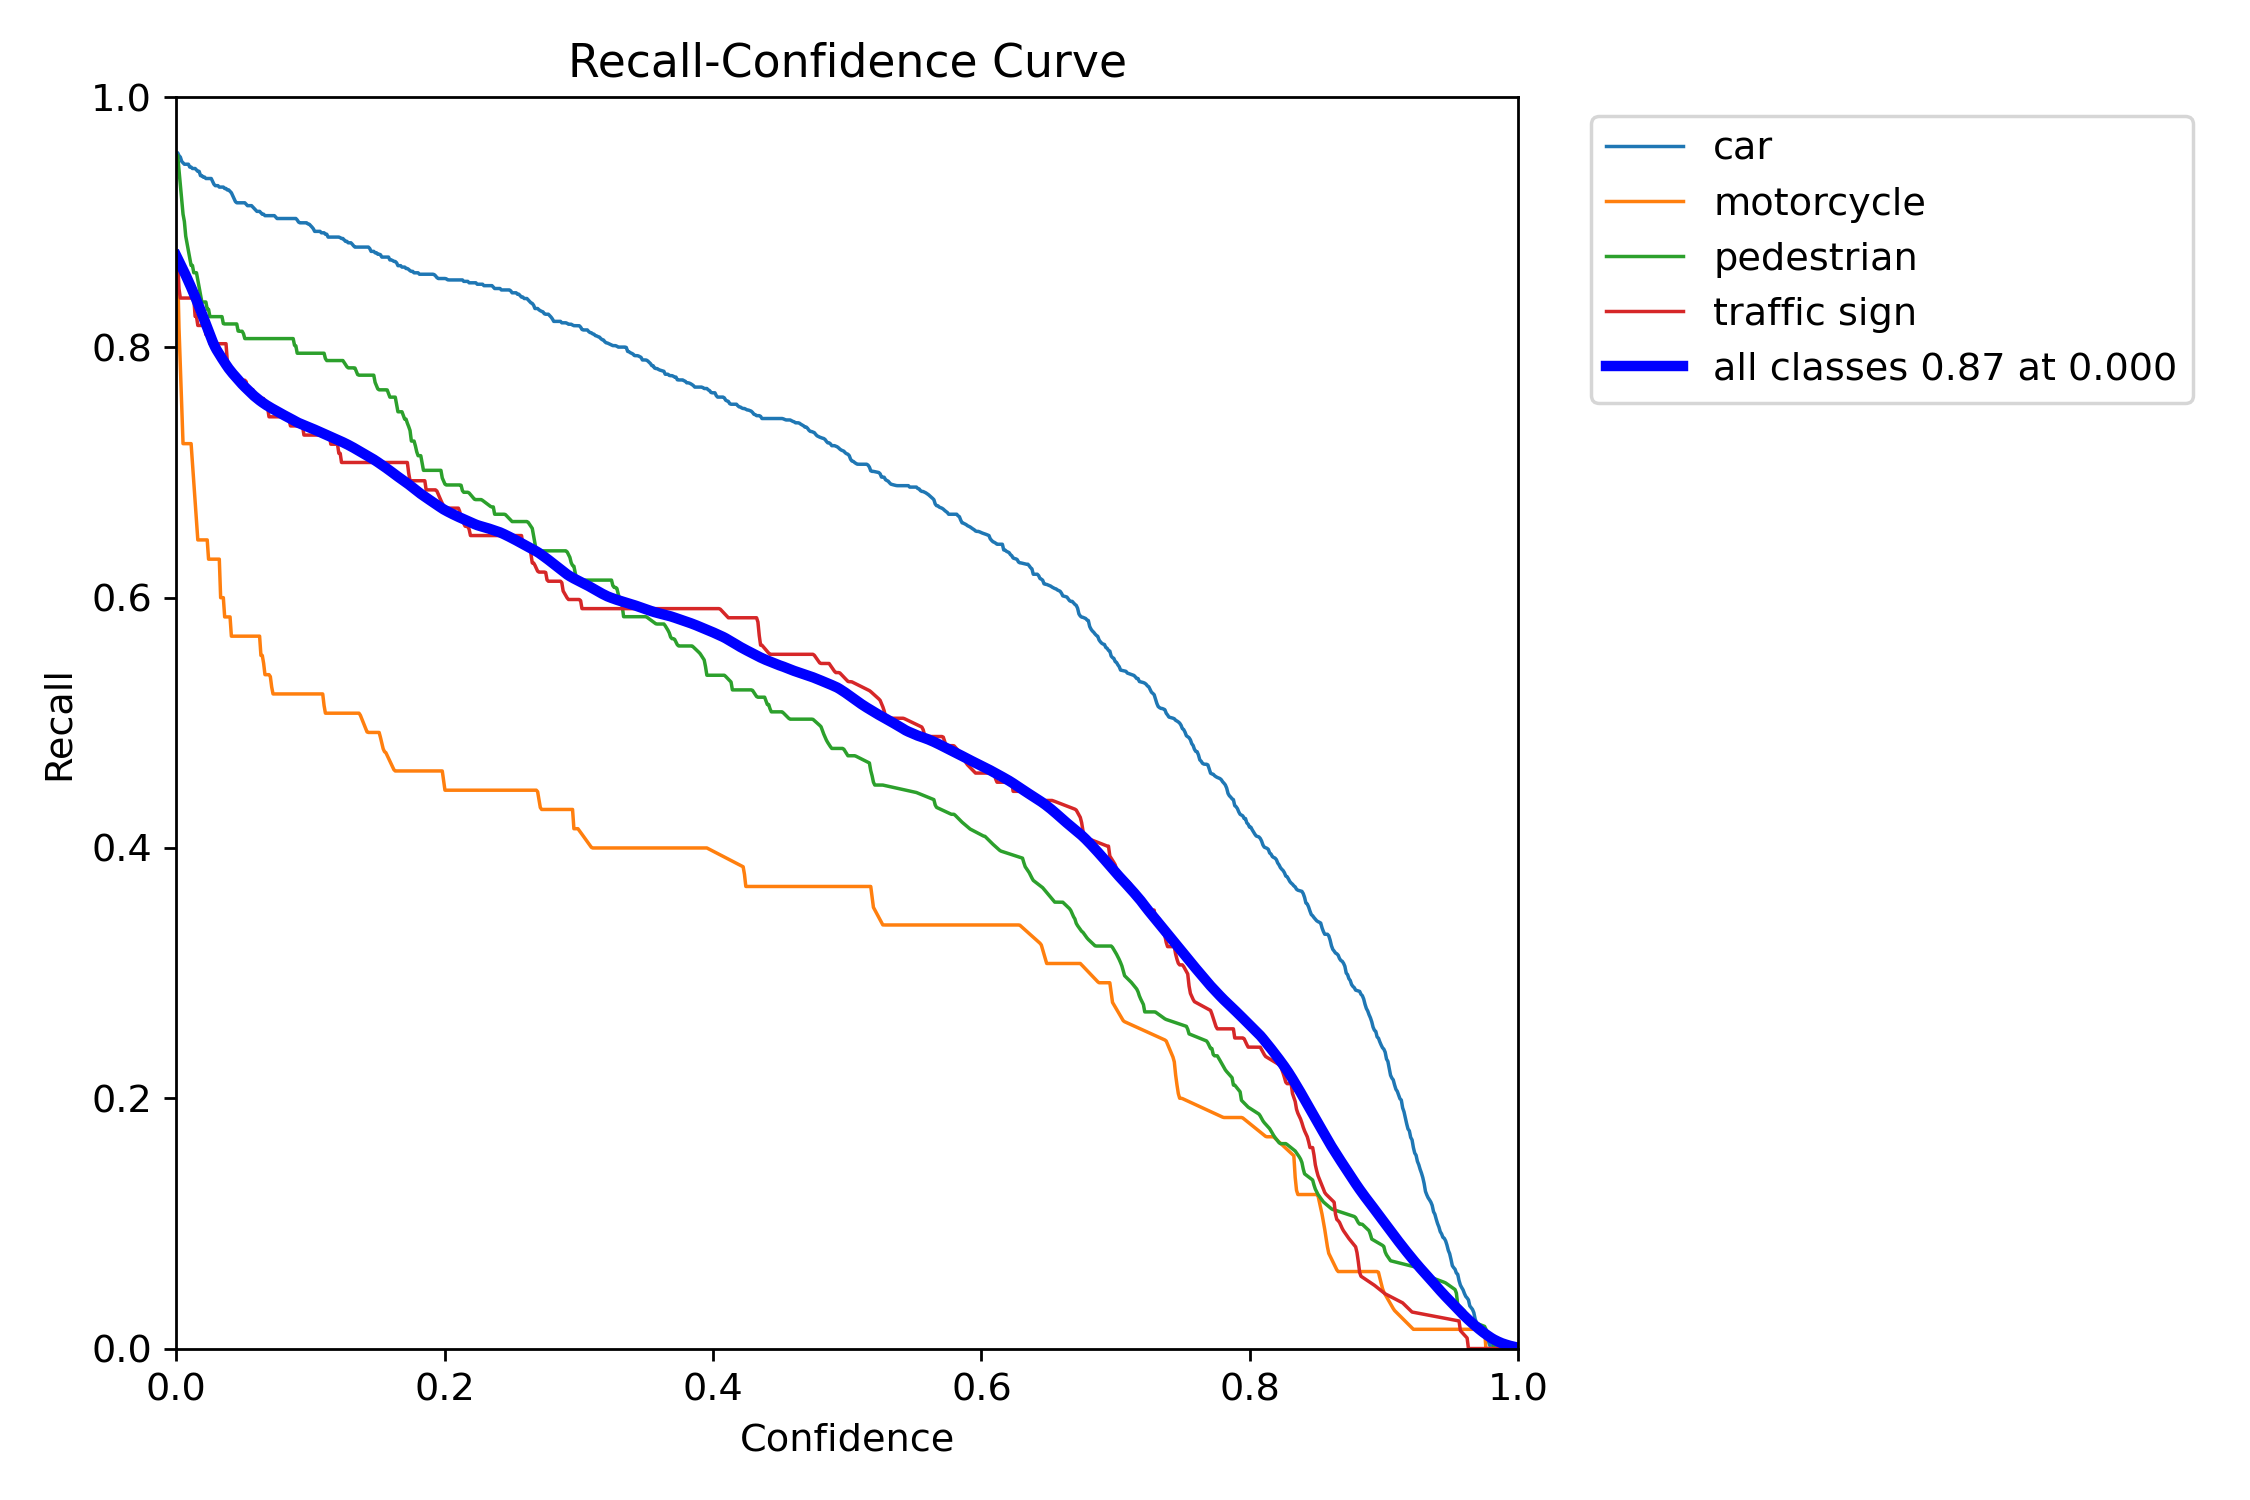 Recall-Confidence Curve
1.0
0.8
0.6
0.4
0.2
0.0
Recall
0.0 0.2 0.4 0.6 0.8 1.0
Confidence
car
motorcycle
pedestrian
traffic sign
all classes 0.87 at 0.000